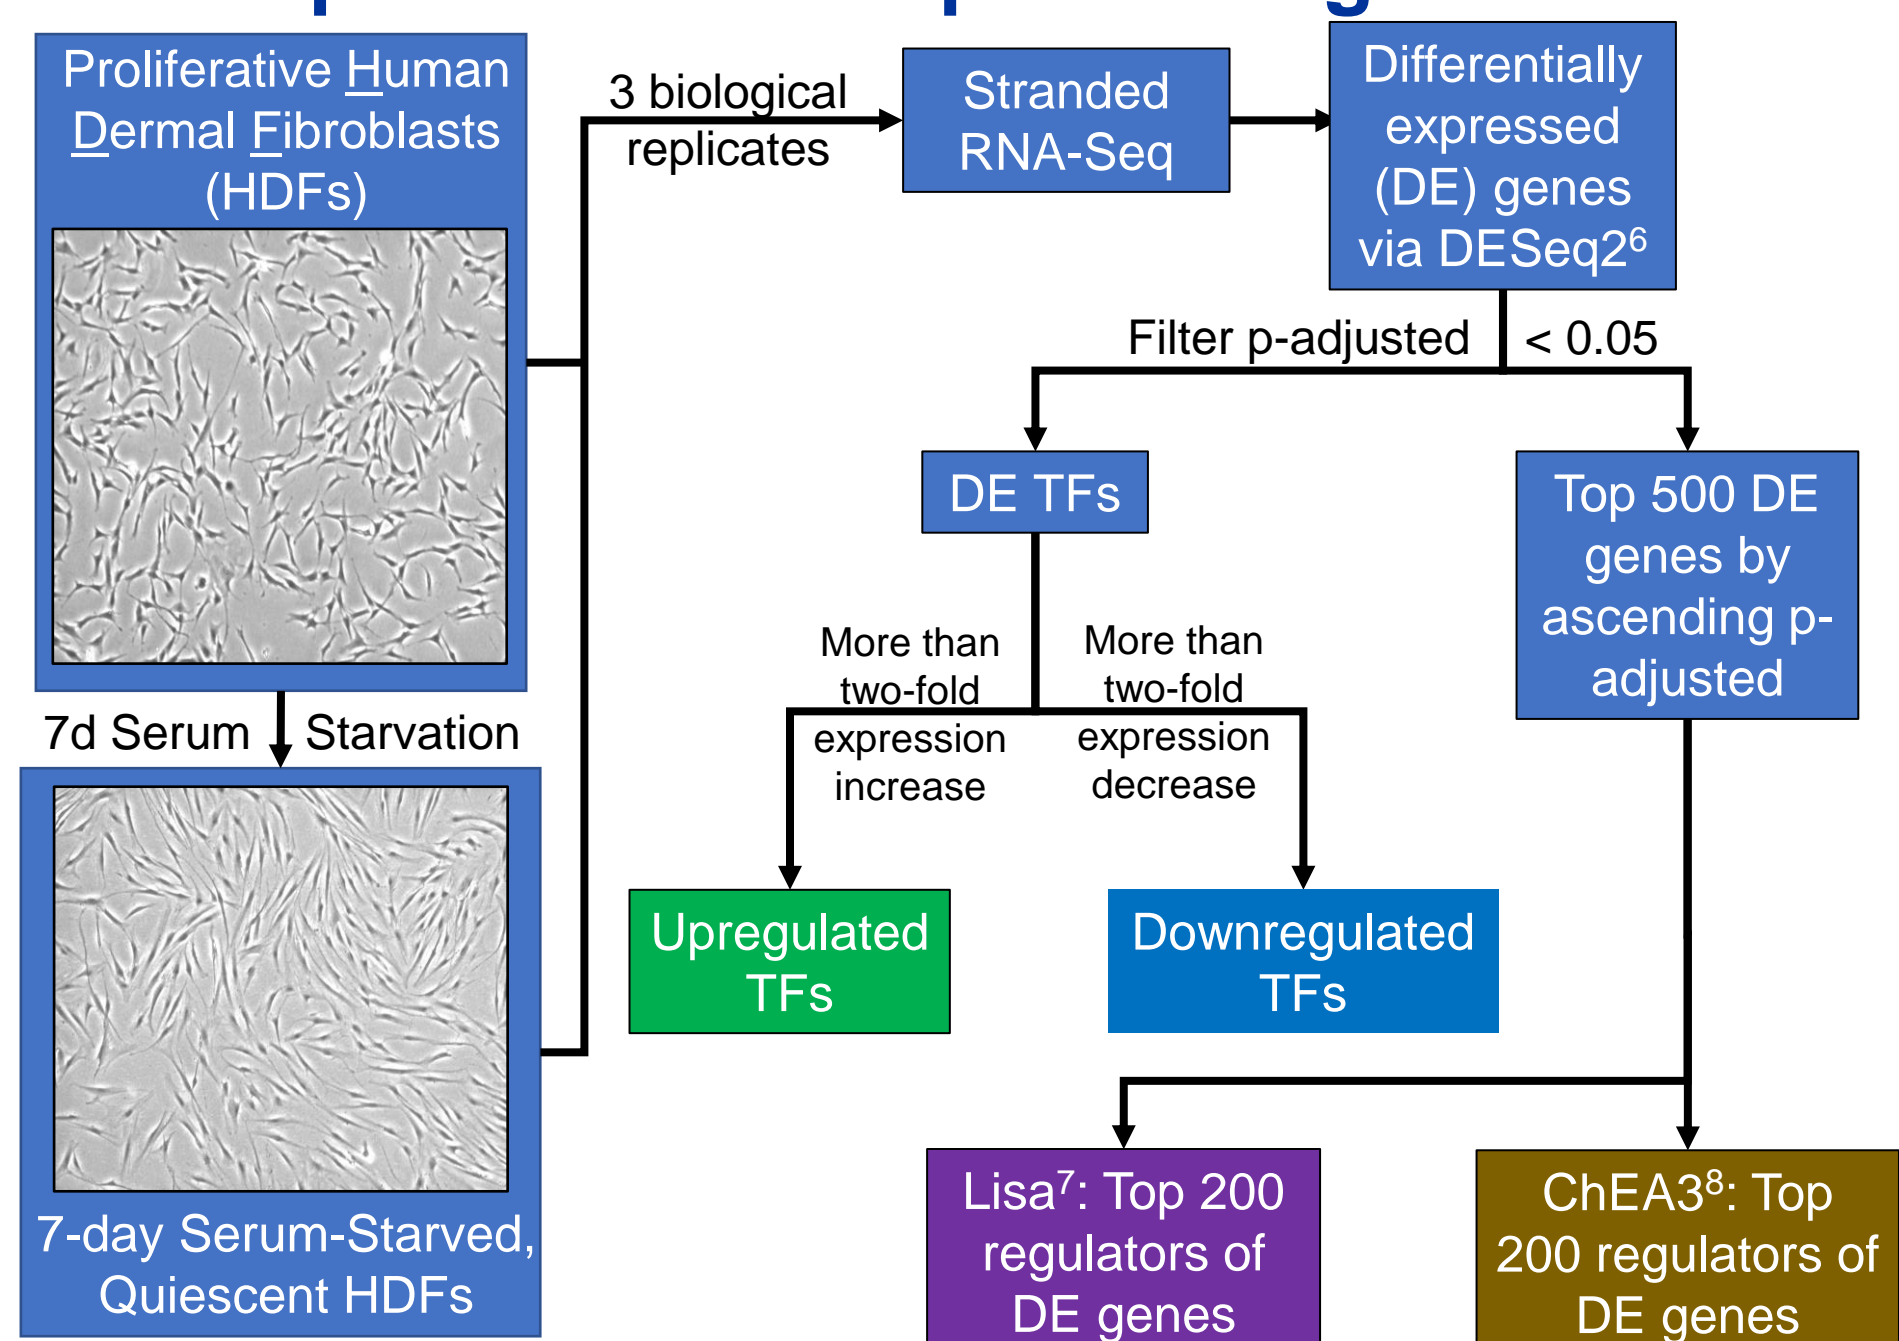 Proliferative Human
Dermal Fibroblasts
(HDFs)
7d Serum Starvation
7-day Serum-Starved,
Quiescent HDFs
3 biological
replicates
Stranded
RNA-Seq
Differentially
expressed
(DE) genes
via DESeq2⁶
Filter p-adjusted < 0.05
DE TFs
More than
two-fold
expression
increase
More than
two-fold
expression
decrease
Upregulated
TFs
Downregulated
TFs
Top 500 DE
genes by
ascending p-
adjusted
Lisa⁷: Top 200
regulators of
DE genes
ChEA3⁸: Top
200 regulators of
DE genes